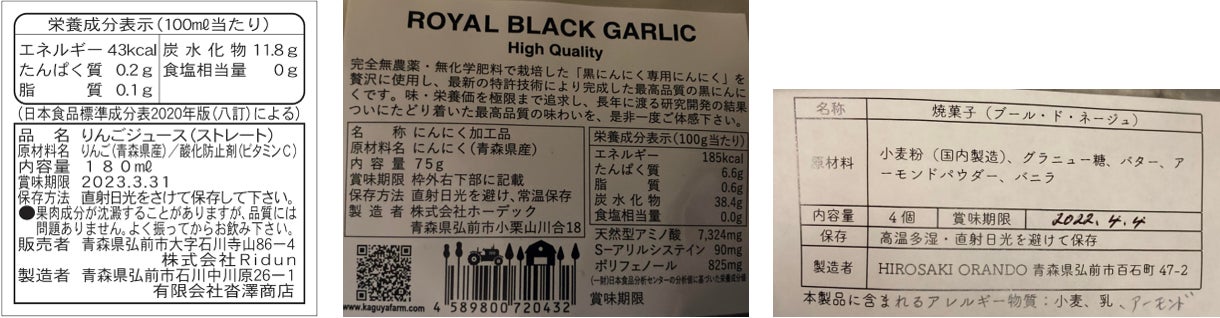 栄養成分表示(100mℓ当たり)
エネルギー 43kcal 炭水化物 11.8g
たんぱく質 0.2g 食塩相当量 0g
脂質 0.1g
(日本食品標準成分表2020年版(八訂)による)
品名 りんごジュース(ストレート)
原材料名 りんご(青森県産)/酸化防止剤(ビタミンC)
内容量 180mℓ
賞味期限 2023.3.31
保存方法 直射日光をさけて保存して下さい。
●果肉成分が沈澱することがありますが、品質には
問題ありません。よく振ってからお飲み下さい。
販売者 青森県弘前市大字石川寺山86-4
株式会社Ridun
製造者 青森県弘前市石川中川原26-1
有限会社沓澤商店
ROYAL BLACK GARLIC
High Quality
完全無農薬・無化学肥料で栽培した「黒にんにく専用にんにく」を
贅沢に使用し、最新の特許技術により完成した最高品質の黒にんに
くです。味・栄養価を極限まで追求し、長年に渡る研究開発の結果
ついにたどり着いた最高品質の味わいを、是非一度ご体感下さい。
名称 にんにく加工品
原材料名 にんにく(青森県産)
内容量 75g
賞味期限 枠外右下部に記載
保存方法 直射日光を避け、常温保存
製造者 株式会社ホーデック
青森県弘前市小栗山川合18
栄養成分表示(100g当たり)
エネルギー 185kcal
たんぱく質 6.6g
脂質 0.6g
炭水化物 38.4g
食塩相当量 0.0g
天然型アミノ酸 7,324mg
S-アリルシステイン 90mg
ポリフェノール 825mg
(一財)日本食品分析センターの分析値に基づいた栄養成分値
賞味期限
www.kaguyafarm.com
4 589800 720432
名称 焼菓子(ブール・ド・ネージュ)
原材料 小麦粉(国内製造)、グラニュー糖、バター、ア
ーモンドパウダー、バニラ
内容量 4個 賞味期限 2022.4.4
保存 高温多湿・直射日光を避けて保存
製造者 HIROSAKI ORANDO 青森県弘前市百石町47-2
本製品に含まれるアレルギー物質:小麦、乳、アーモンド